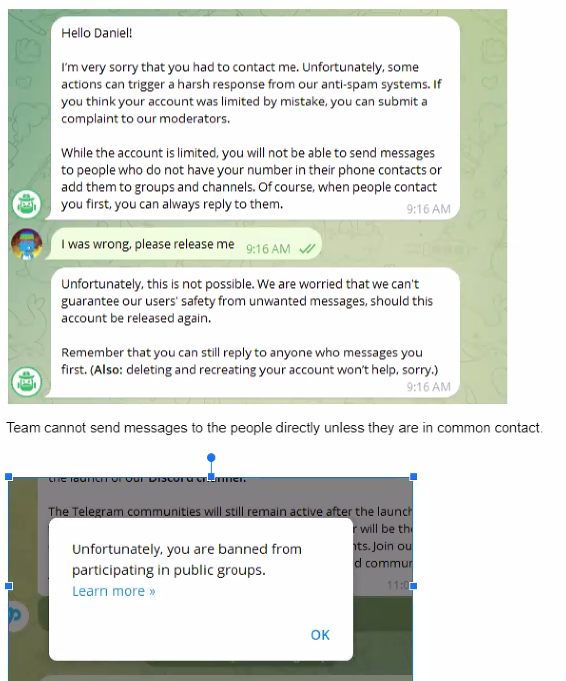 Hello Daniel!
I'm very sorry that you had to contact me. Unfortunately, some
actions can trigger a harsh response from our anti-spam systems. If
you think your account was limited by mistake, you can submit a
complaint to our moderators.
While the account is limited, you will not be able to send messages
to people who do not have your number in their phone contacts or
add them to groups and channels. Of course, when people contact
you first, you can always reply to them.
9:16 AM
I was wrong, please release me 9:16 AM
Unfortunately, this is not possible. We are worried that we can't
guarantee our users' safety from unwanted messages, should this
account be released again.
Remember that you can still reply to anyone who messages you
first. (Also: deleting and recreating your account won't help, sorry.)
9:16 AM
Team cannot send messages to the people directly unless they are in common contact.
the launch of our Discord channel.
The Telegram communities will still remain active after the launch
r will be the
nts. Join ou
d commun
11:0
Unfortunately, you are banned from
participating in public groups.
Learn more »
OK